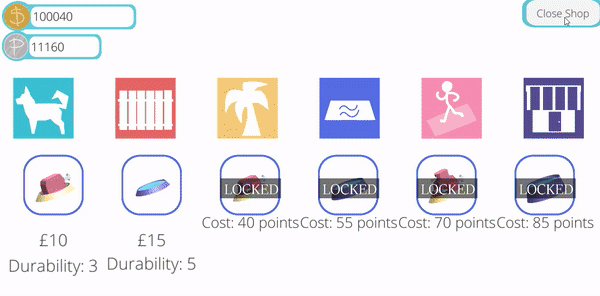 100040
Close Shop
11160
LOCKED LOCKED LOCKED LOCKED
Cost: 40 points Cost: 55 points Cost: 70 points Cost: 85 points
£10 £15
Durability: 3 Durability: 5